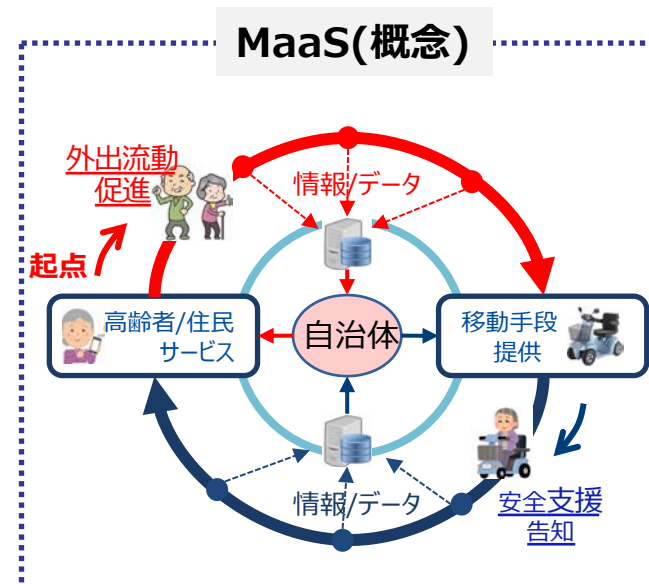 MaaS(概念)
外出流動
促進
情報/データ
起点
高齢者/住民
サービス
自治体
移動手段
提供
情報/データ
安全支援
告知